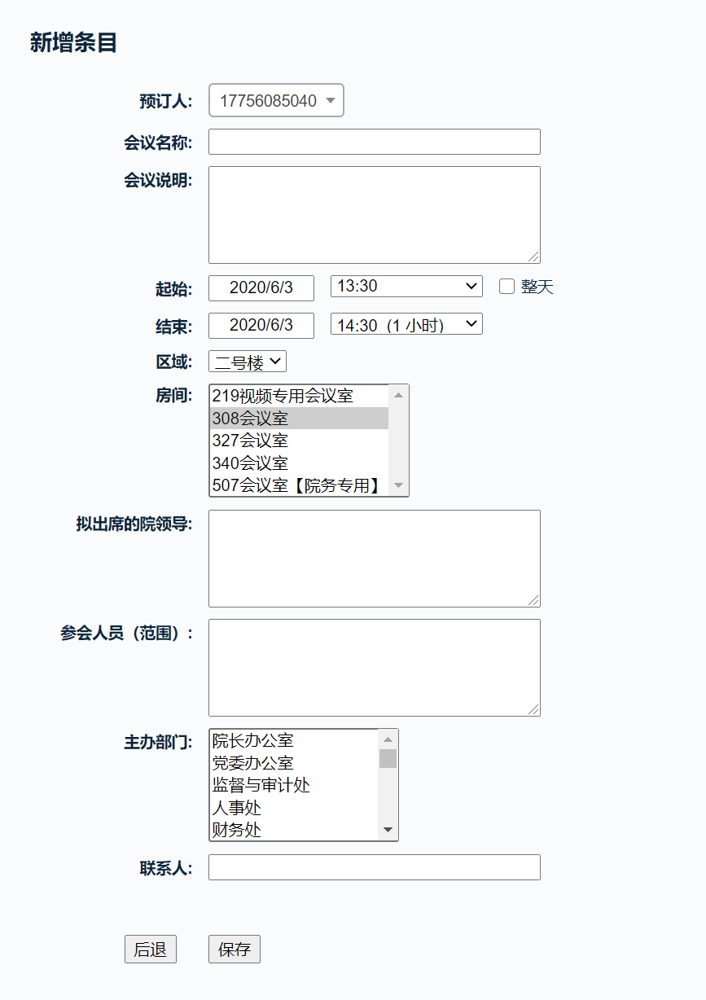 新增条目
预订人: 17756085040
会议名称:
会议说明:
起始: 2020/6/3 13:30 整天
结束: 2020/6/3 14:30 (1 小时)
区域: 二号楼
房间: 219视频专用会议室
308会议室
327会议室
340会议室
507会议室【院务专用】
拟出席的院领导:
参会人员（范围）:
主办部门: 院长办公室
党委办公室
监督与审计处
人事处
财务处
联系人:
后退 保存